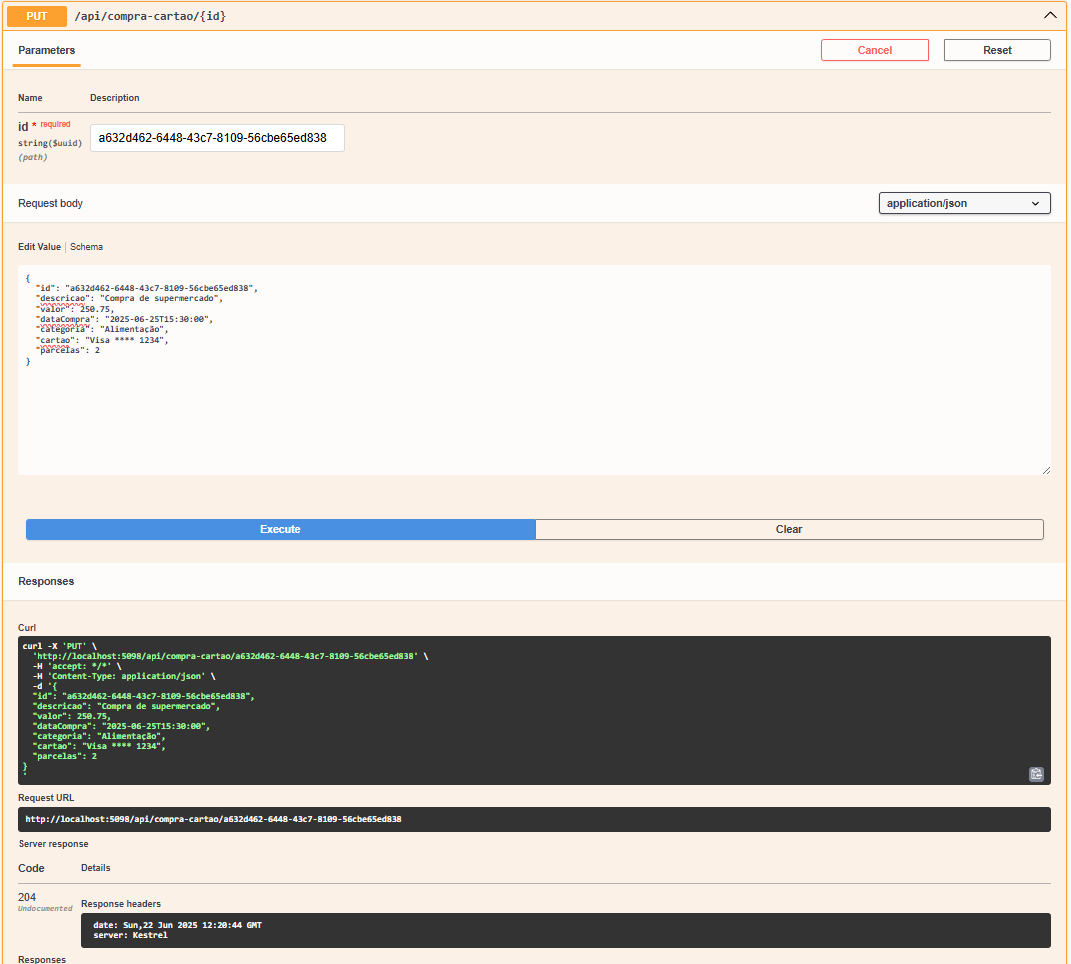 PUT /api/compra-cartao/{id}
Parameters Cancel Reset
Name Description
id * required a632d462-6448-43c7-8109-56cbe65ed838
string($uuid)
(path)
Request body application/json
Edit Value | Schema
{
"id": "a632d462-6448-43c7-8109-56cbe65ed838",
"descricao": "Compra de supermercado",
"valor": 250.75,
"dataCompra": "2025-06-25T15:30:00",
"categoria": "Alimentação",
"cartao": "Visa **** 1234",
"parcelas": 2
}
Execute Clear
Responses
Curl
curl -X 'PUT' \
'http://localhost:5098/api/compra-cartao/a632d462-6448-43c7-8109-56cbe65ed838' \
-H 'accept: */*' \
-H 'Content-Type: application/json' \
-d '{
"id": "a632d462-6448-43c7-8109-56cbe65ed838",
"descricao": "Compra de supermercado",
"valor": 250.75,
"dataCompra": "2025-06-25T15:30:00",
"categoria": "Alimentação",
"cartao": "Visa **** 1234",
"parcelas": 2
}
'
Request URL
http://localhost:5098/api/compra-cartao/a632d462-6448-43c7-8109-56cbe65ed838
Server response
Code Details
204
Undocumented
Response headers
date: Sun,22 Jun 2025 12:20:44 GMT
server: Kestrel
Responses